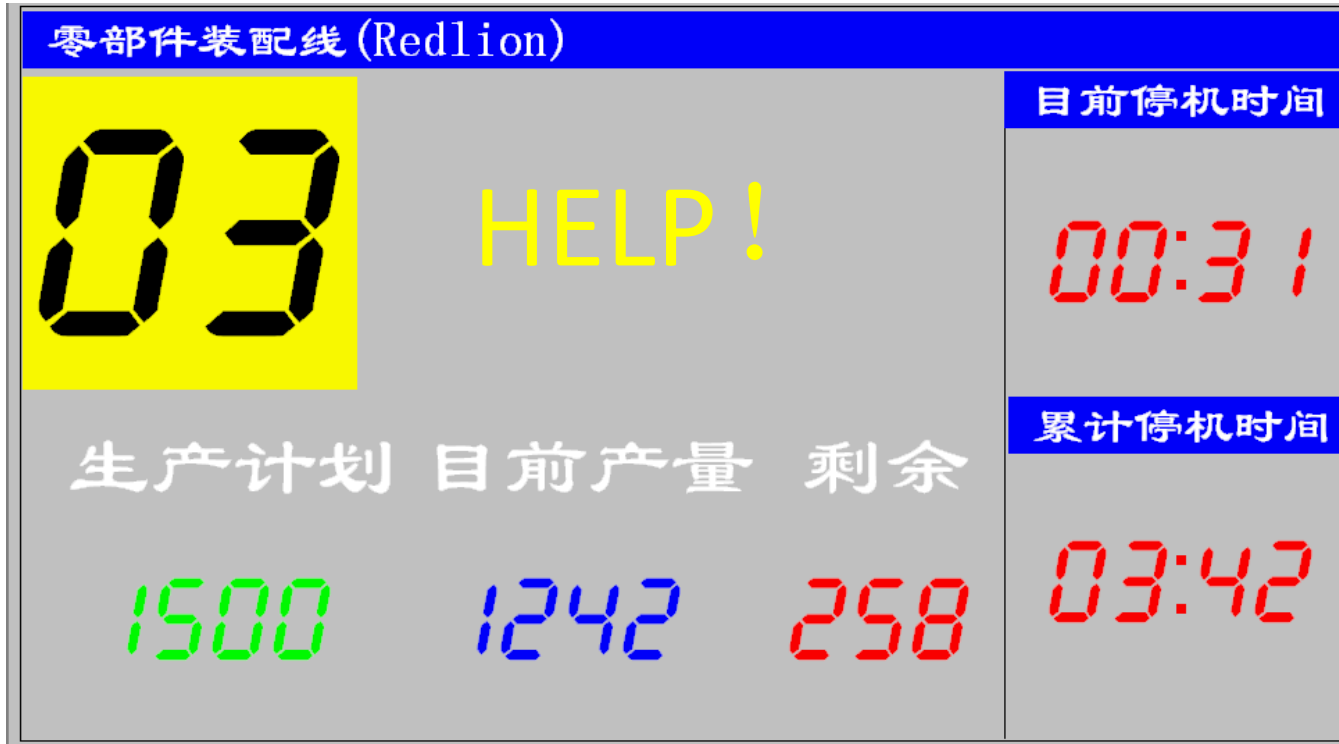 零部件装配线(Redlion)
03
HELP!
目前停机时间
00:31
累计停机时间
03:42
生产计划 目前产量 剩余
1500 1242 258